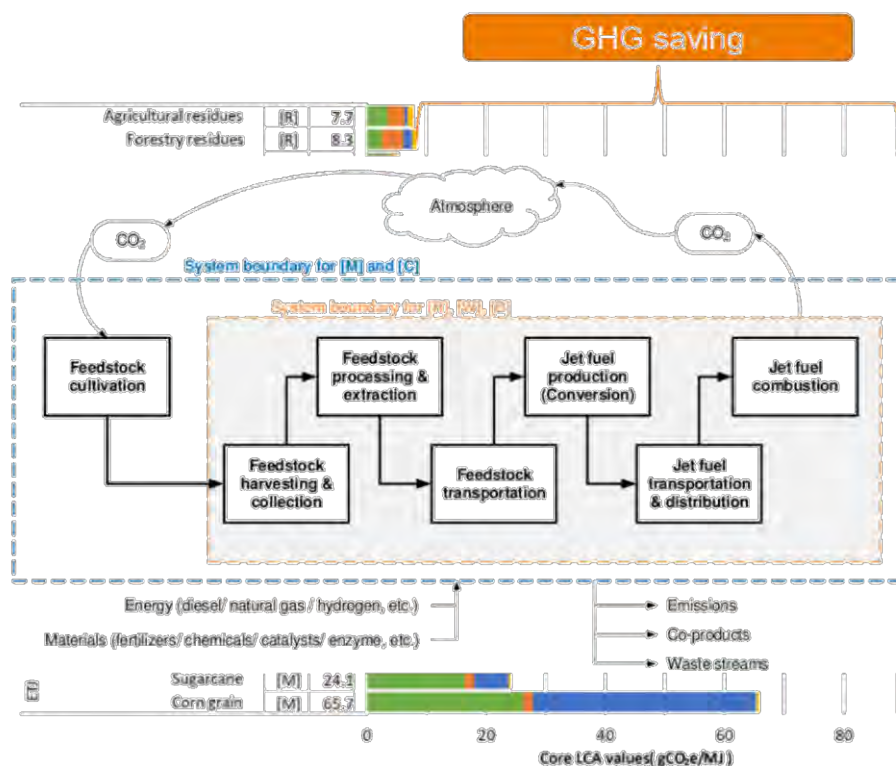 GHG saving
Agricultural residues [R] 7.7
Forestry residues [R] 8.3
Atmosphere
CO₂
CO₂
System boundary for [M] and [C]
System boundary for
Feedstock
cultivation
Feedstock
processing &
extraction
Jet fuel
production
(Conversion)
Jet fuel
combustion
Feedstock
harvesting &
collection
Feedstock
transportation
Jet fuel
transportation
& distribution
Energy (diesel/ natural gas / hydrogen, etc.)
Materials (fertilizers/ chemicals/ catalysts/ enzyme, etc.)
Emissions
Co-products
Waste streams
ETJ
Sugarcane [M] 24.1
Corn grain [M] 65.7
0 20 40 60 80
Core LCA values( gCO₂e/MJ )